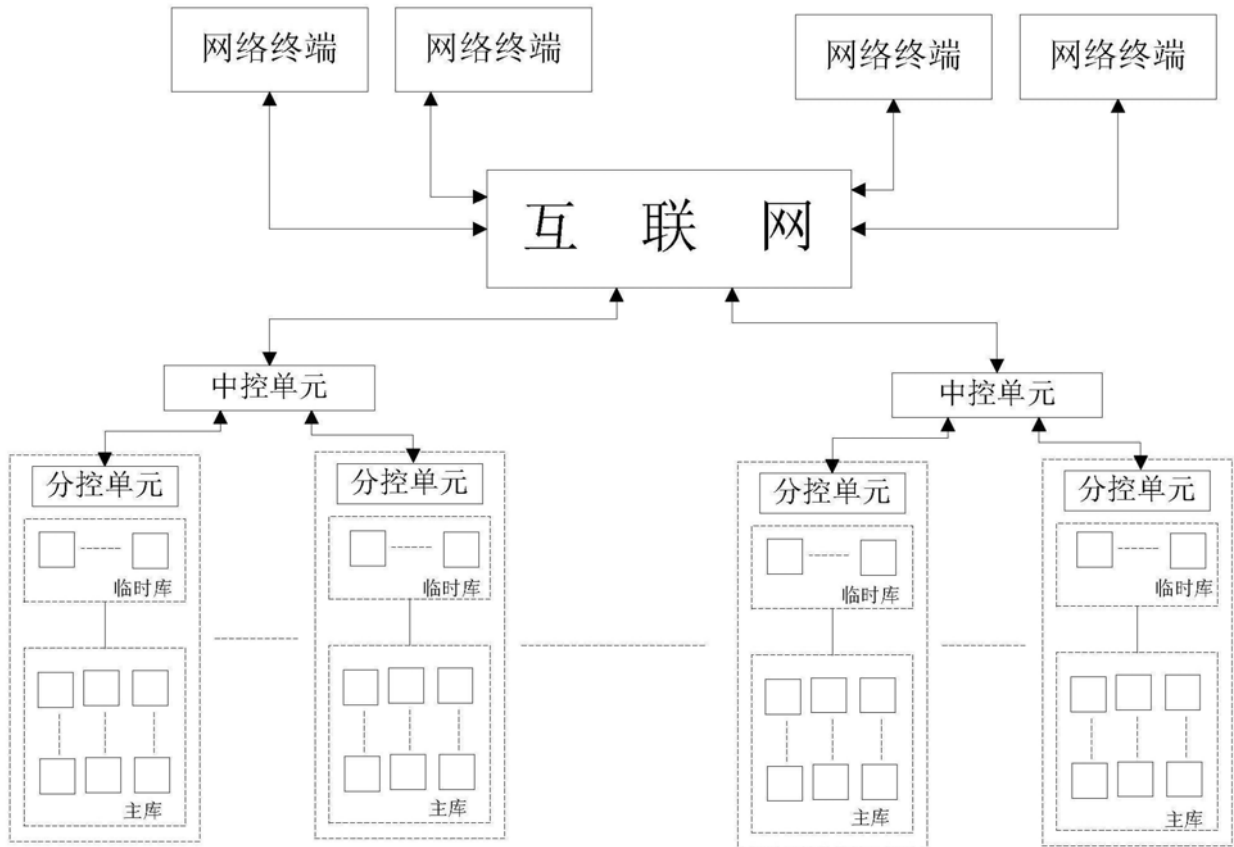 网络终端
网络终端
网络终端
网络终端
互 联 网
中控单元
中控单元
分控单元
分控单元
分控单元
分控单元
临时库
临时库
临时库
临时库
主库
主库
主库
主库